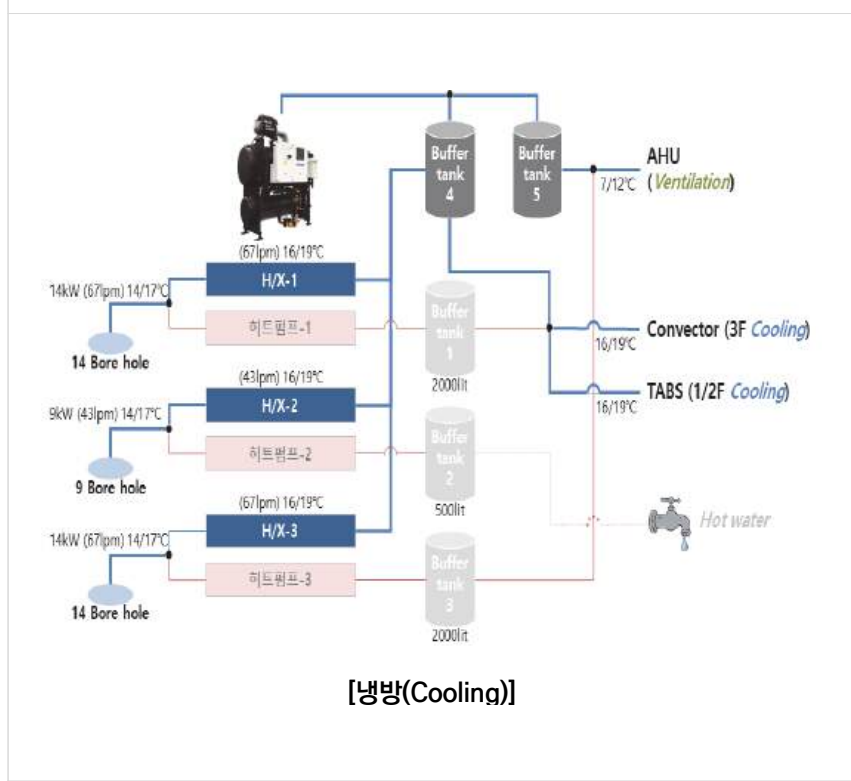 Buffer
tank
4
Buffer
tank
5
AHU
(Ventilation)
7/12℃
(67lpm) 16/19℃
H/X-1
14kW (67lpm) 14/17℃
히트펌프-1
14 Bore hole
Buffer
tank
1
2000lit
Convector (3F Cooling)
16/19℃
TABS (1/2F Cooling)
16/19℃
(43lpm) 16/19℃
H/X-2
9kW (43lpm) 14/17℃
히트펌프-2
9 Bore hole
Buffer
tank
2
500lit
Hot water
(67lpm) 16/19℃
H/X-3
14kW (67lpm) 14/17℃
히트펌프-3
14 Bore hole
Buffer
tank
3
2000lit
[냉방(Cooling)]